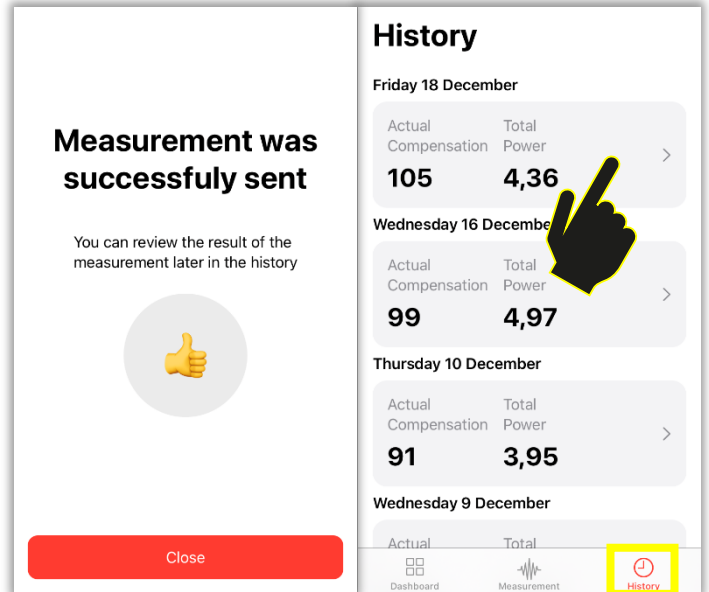 Measurement was
successfuly sent
You can review the result of the
measurement later in the history
Close
History
Friday 18 December
Actual Total
Compensation Power
105 4,36
Wednesday 16 Decembe
Actual Total
Compensation Power
99 4,97
Thursday 10 December
Actual Total
Compensation Power
91 3,95
Wednesday 9 December
Actual Total
Dashboard Measurement History